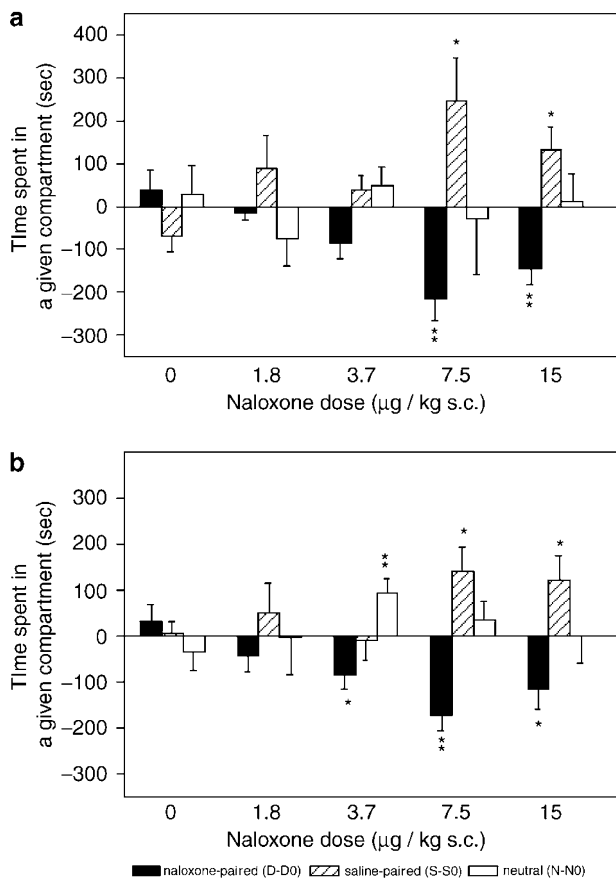 a
TIme spent in
a given compartment (sec)
400
300
200
100
0
−100
−200
−300
*
*
**
**
0 1.8 3.7 7.5 15
Naloxone dose (μg / kg s.c.)
b
TIme spent in
a given compartment (sec)
300
200
100
0
−100
−200
−300
**
*
*
*
**
*
0 1.8 3.7 7.5 15
Naloxone dose (μg / kg s.c.)
naloxone-paired (D-D0) saline-paired (S-S0) neutral (N-N0)